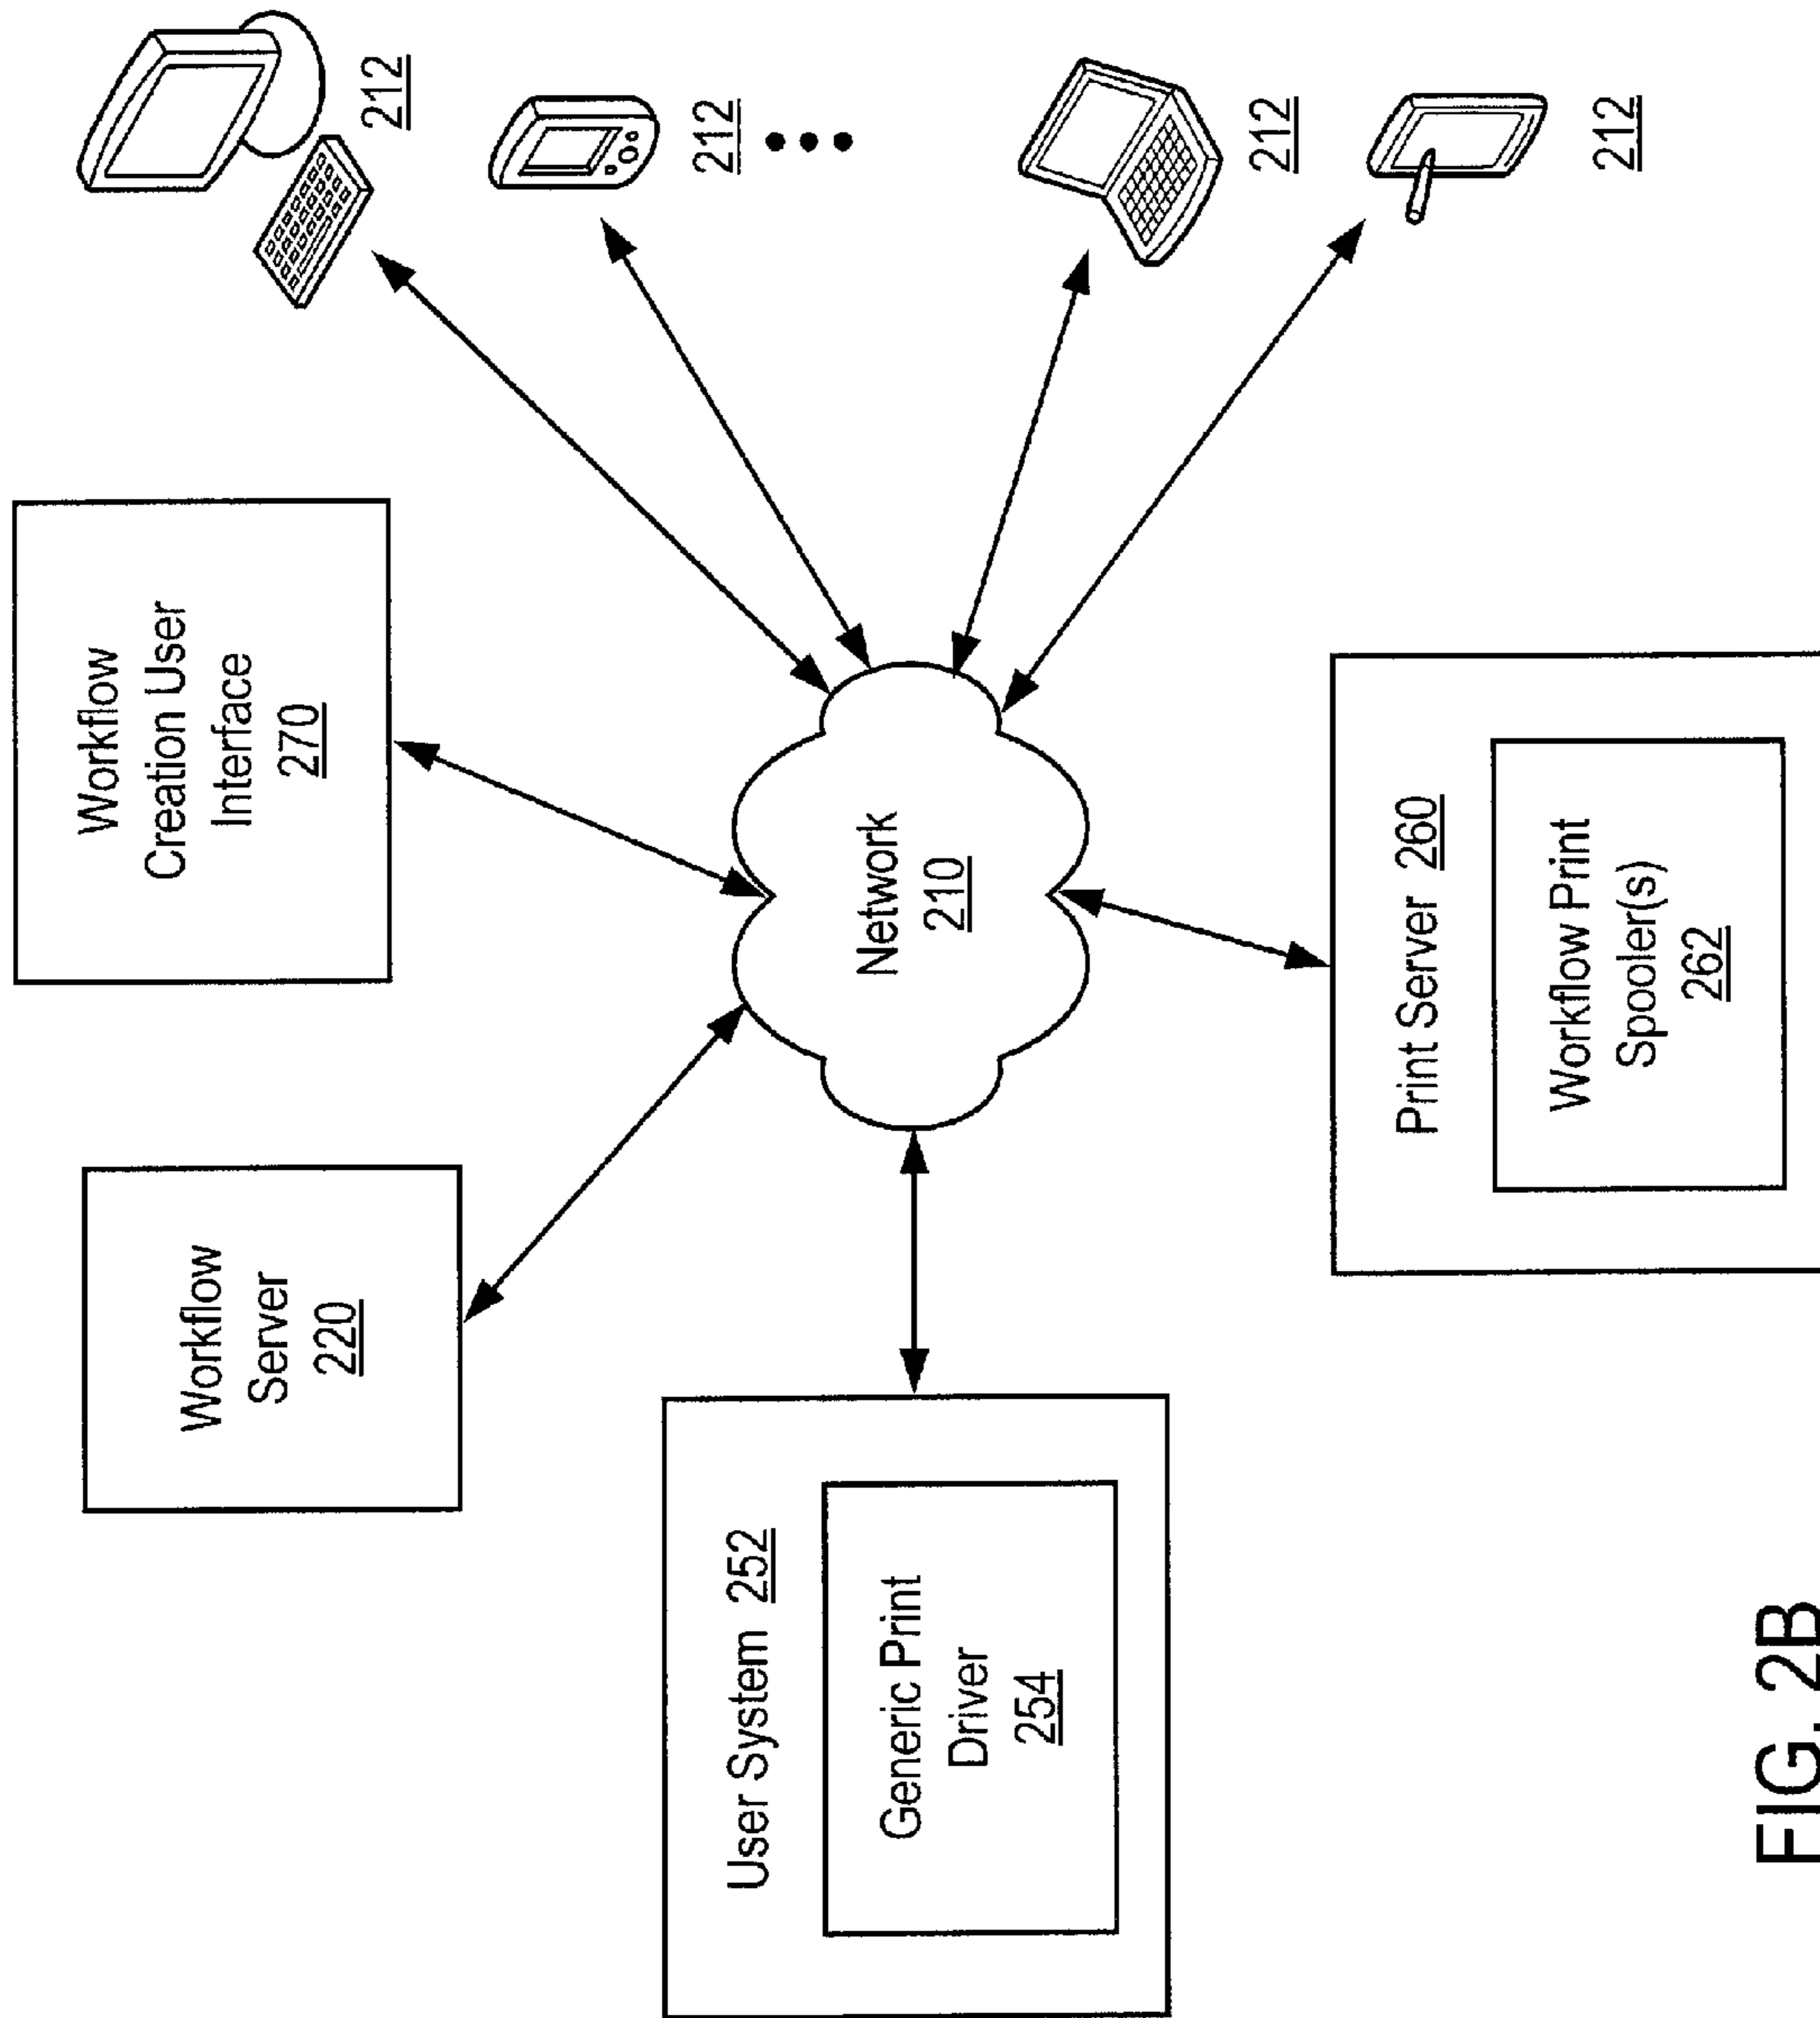 Workflow
Creation User
Interface
270
Workflow
Server
220
212
212
212
212
Network
210
User System 252
Generic Print
Driver
254
Print Server 260
Workflow Print
Spooler(s)
262
FIG. 2B